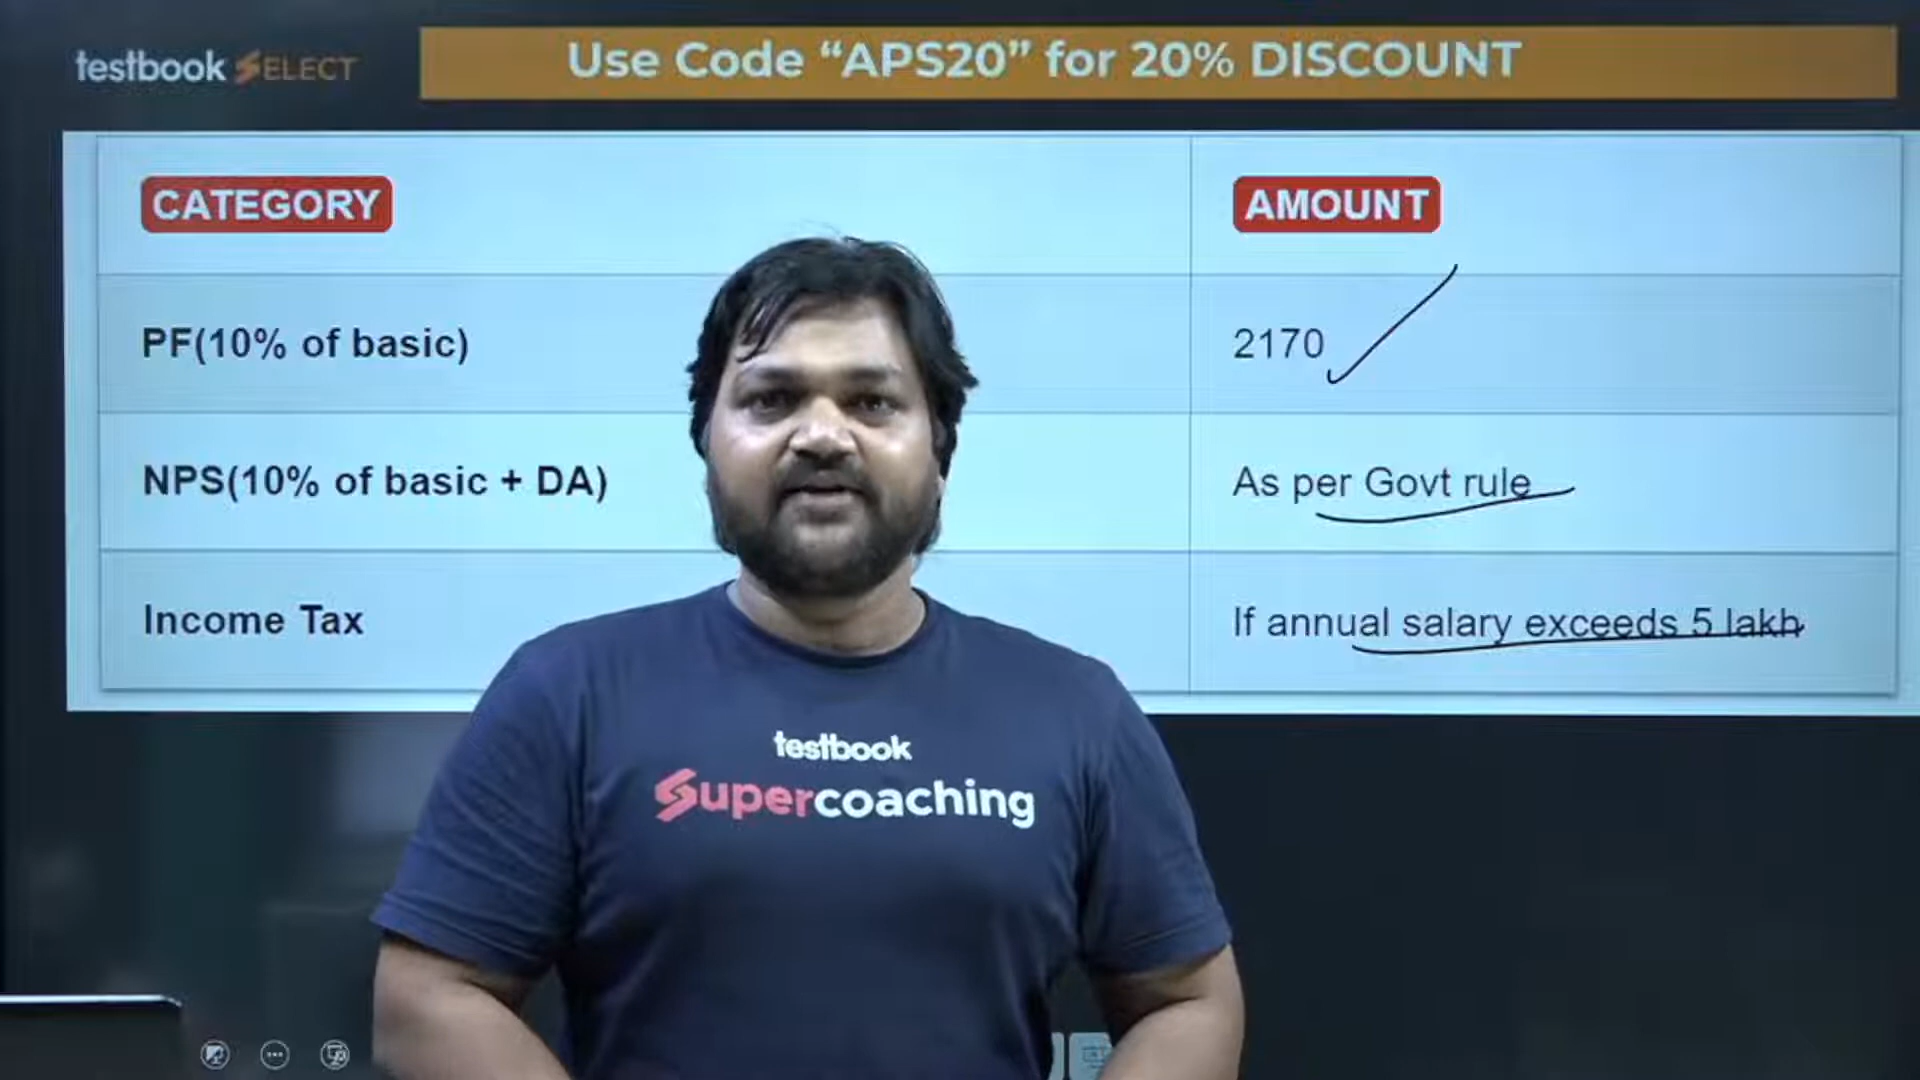 testbook SELECT
Use Code “APS20” for 20% DISCOUNT
CATEGORY
AMOUNT
PF(10% of basic)
2170
NPS(10% of basic + DA)
As per Govt rule
Income Tax
If annual salary exceeds 5 lakh
testbook
Supercoaching